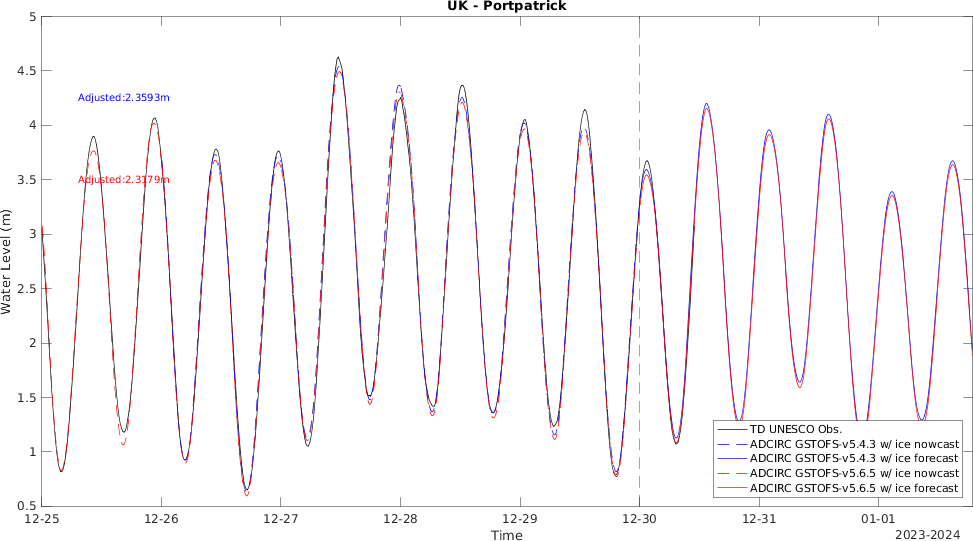 UK - Portpatrick
5
4.5
4
3.5
3
2.5
2
1.5
1
0.5
Water Level (m)
Adjusted:2.3593m
Adjusted:2.3179m
TD UNESCO Obs.
ADCIRC GSTOFS-v5.4.3 w/ ice nowcast
ADCIRC GSTOFS-v5.4.3 w/ ice forecast
ADCIRC GSTOFS-v5.6.5 w/ ice nowcast
ADCIRC GSTOFS-v5.6.5 w/ ice forecast
12-25 12-26 12-27 12-28 12-29 12-30 12-31 01-01
Time
2023-2024